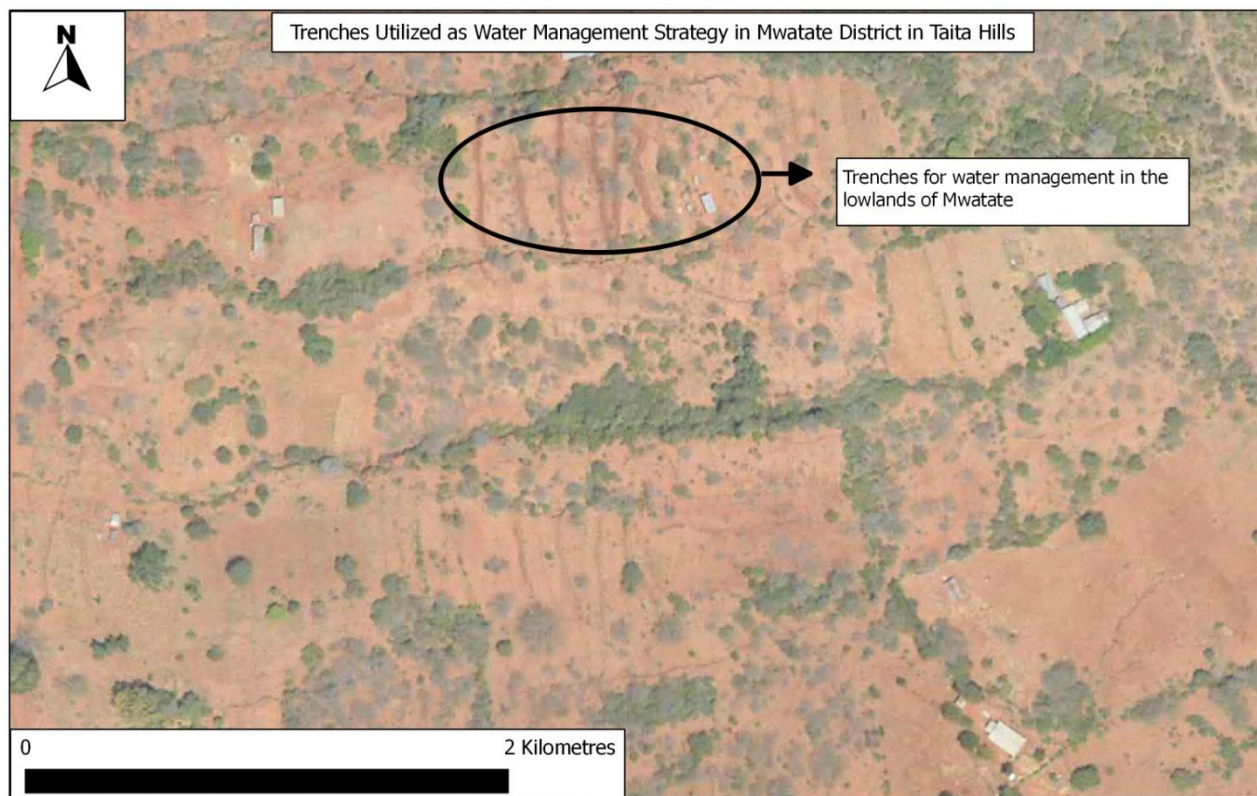 N
Trenches Utilized as Water Management Strategy in Mwatate District in Taita Hills
Trenches for water management in the
lowlands of Mwatate
0 2 Kilometres